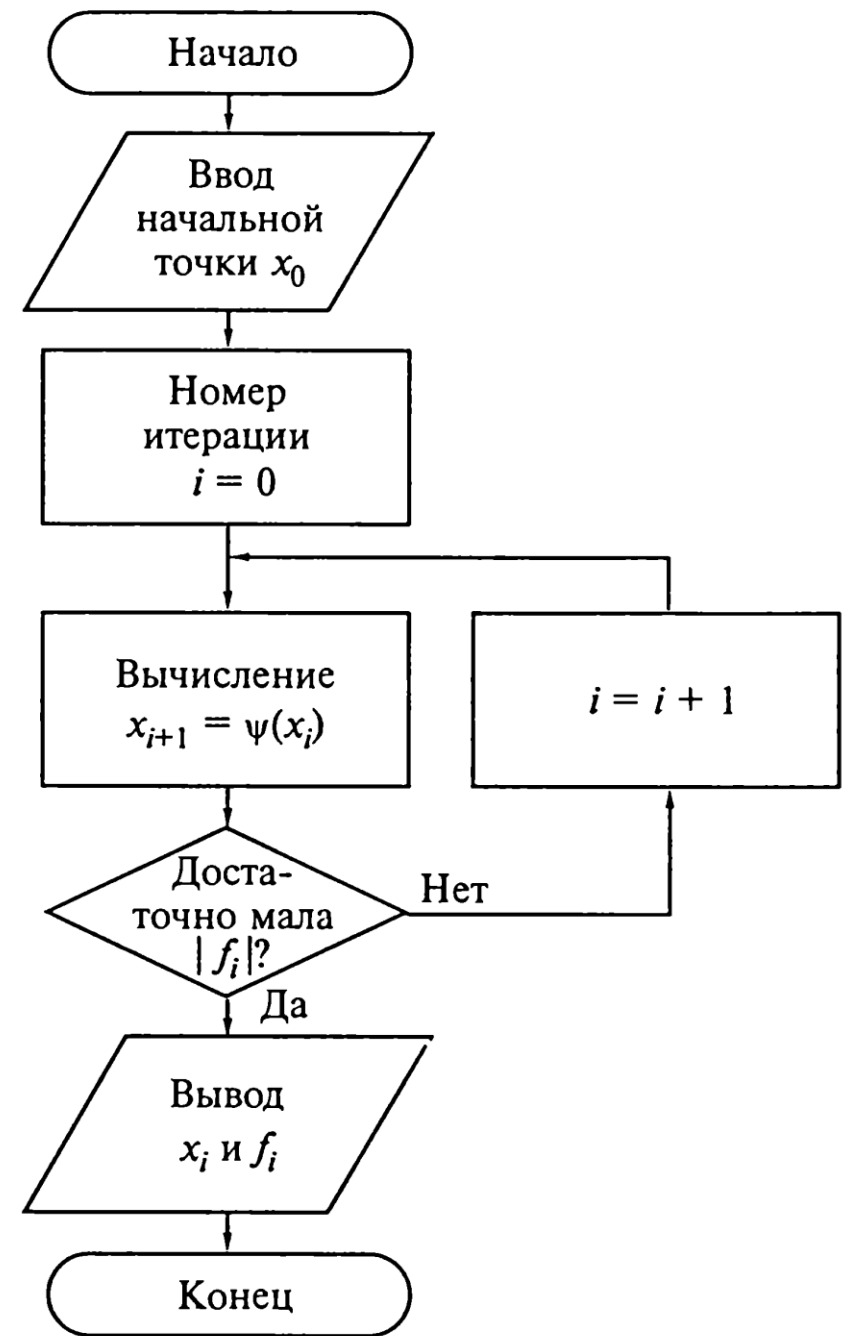 Начало
Ввод
начальной
точки x₀
Номер
итерации
i = 0
Вычисление
xᵢ₊₁ = ψ(xᵢ)
i = i + 1
Доста-
точно мала
|fᵢ|?
Нет
Да
Вывод
xᵢ и fᵢ
Конец